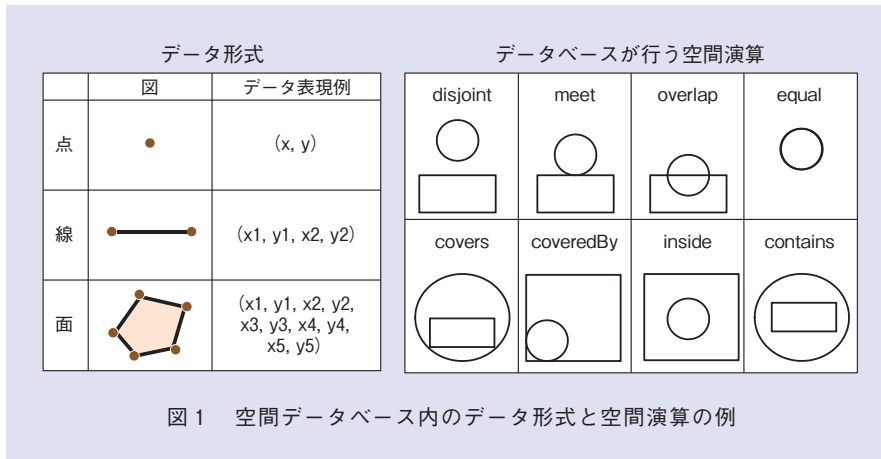 データ形式
図 データ表現例
点 (x, y)
線 (x1, y1, x2, y2)
面 (x1, y1, x2, y2,
x3, y3, x4, y4,
x5, y5)
データベースが行う空間演算
disjoint meet overlap equal
covers coveredBy inside contains
図1 空間データベース内のデータ形式と空間演算の例